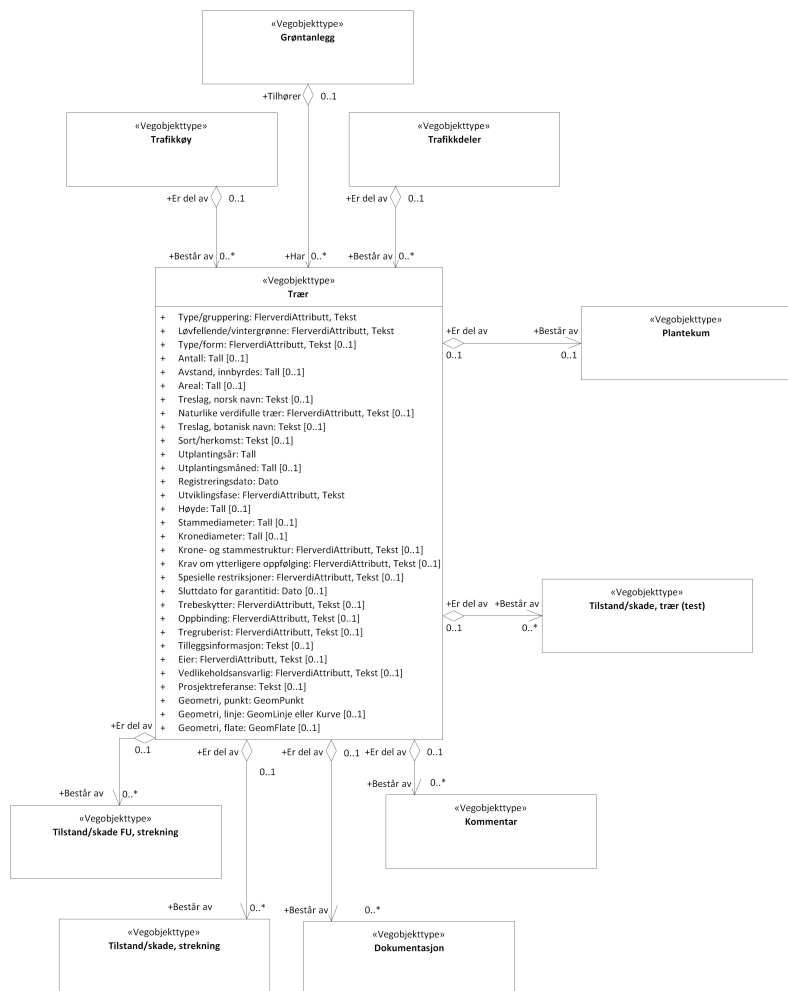 «Vegobjekttype»
Grøntanlegg
+Tilhører 0..1
«Vegobjekttype»
Trafikkøy
«Vegobjekttype»
Trafikkdeler
+Er del av 0..1
+Er del av 0..1
+Består av 0..*
+Har 0..*
+Består av 0..*
«Vegobjekttype»
Trær
+ Type/gruppering: FlerverdiAttributt, Tekst
+ Løvfellende/vintergrønne: FlerverdiAttributt, Tekst
+ Type/form: FlerverdiAttributt, Tekst [0..1]
+ Antall: Tall [0..1]
+ Avstand, innbyrdes: Tall [0..1]
+ Areal: Tall [0..1]
+ Treslag, norsk navn: Tekst [0..1]
+ Naturlike verdifulle trær: FlerverdiAttributt, Tekst [0..1]
+ Treslag, botanisk navn: Tekst [0..1]
+ Sort/herkomst: Tekst [0..1]
+ Utplantingsår: Tall
+ Utplantingsmåned: Tall [0..1]
+ Registreringsdato: Dato
+ Utviklingsfase: FlerverdiAttributt, Tekst
+ Høyde: Tall [0..1]
+ Stammediameter: Tall [0..1]
+ Kronediameter: Tall [0..1]
+ Krone- og stammestruktur: FlerverdiAttributt, Tekst [0..1]
+ Krav om ytterligere oppfølging: FlerverdiAttributt, Tekst [0..1]
+ Spesielle restriksjoner: FlerverdiAttributt, Tekst [0..1]
+ Sluttdato for garantitid: Dato [0..1]
+ Trebeskytter: FlerverdiAttributt, Tekst [0..1]
+ Oppbinding: FlerverdiAttributt, Tekst [0..1]
+ Tregruberist: FlerverdiAttributt, Tekst [0..1]
+ Tilleggsinformasjon: Tekst [0..1]
+ Eier: FlerverdiAttributt, Tekst [0..1]
+ Vedlikeholdsansvarlig: FlerverdiAttributt, Tekst [0..1]
+ Prosjektreferanse: Tekst [0..1]
+ Geometri, punkt: GeomPunkt
+ Geometri, linje: GeomLinje eller Kurve [0..1]
+ Geometri, flate: GeomFlate [0..1]
+Er del av +Består av
0..1 0..1
«Vegobjekttype»
Plantekum
+Er del av +Består av
0..1 0..*
«Vegobjekttype»
Tilstand/skade, trær (test)
+Er del av
0..1
+Består av 0..*
«Vegobjekttype»
Tilstand/skade FU, strekning
+Er del av
0..1
+Består av 0..*
«Vegobjekttype»
Tilstand/skade, strekning
+Er del av 0..1
+Består av 0..*
«Vegobjekttype»
Dokumentasjon
+Er del av 0..1
+Består av 0..*
«Vegobjekttype»
Kommentar